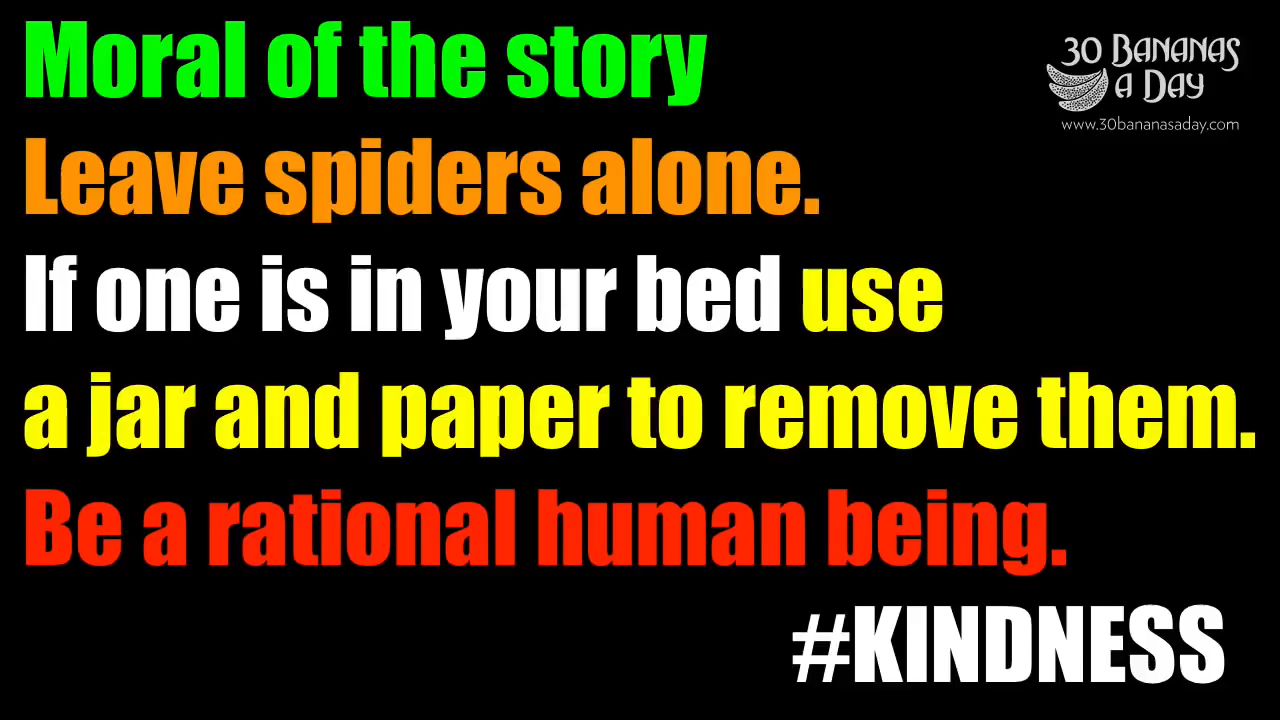 Moral of the story
30 BANANAS
A DAY
www.30bananasaday.com
Leave spiders alone.
If one is in your bed use
a jar and paper to remove them.
Be a rational human being.
#KINDNESS